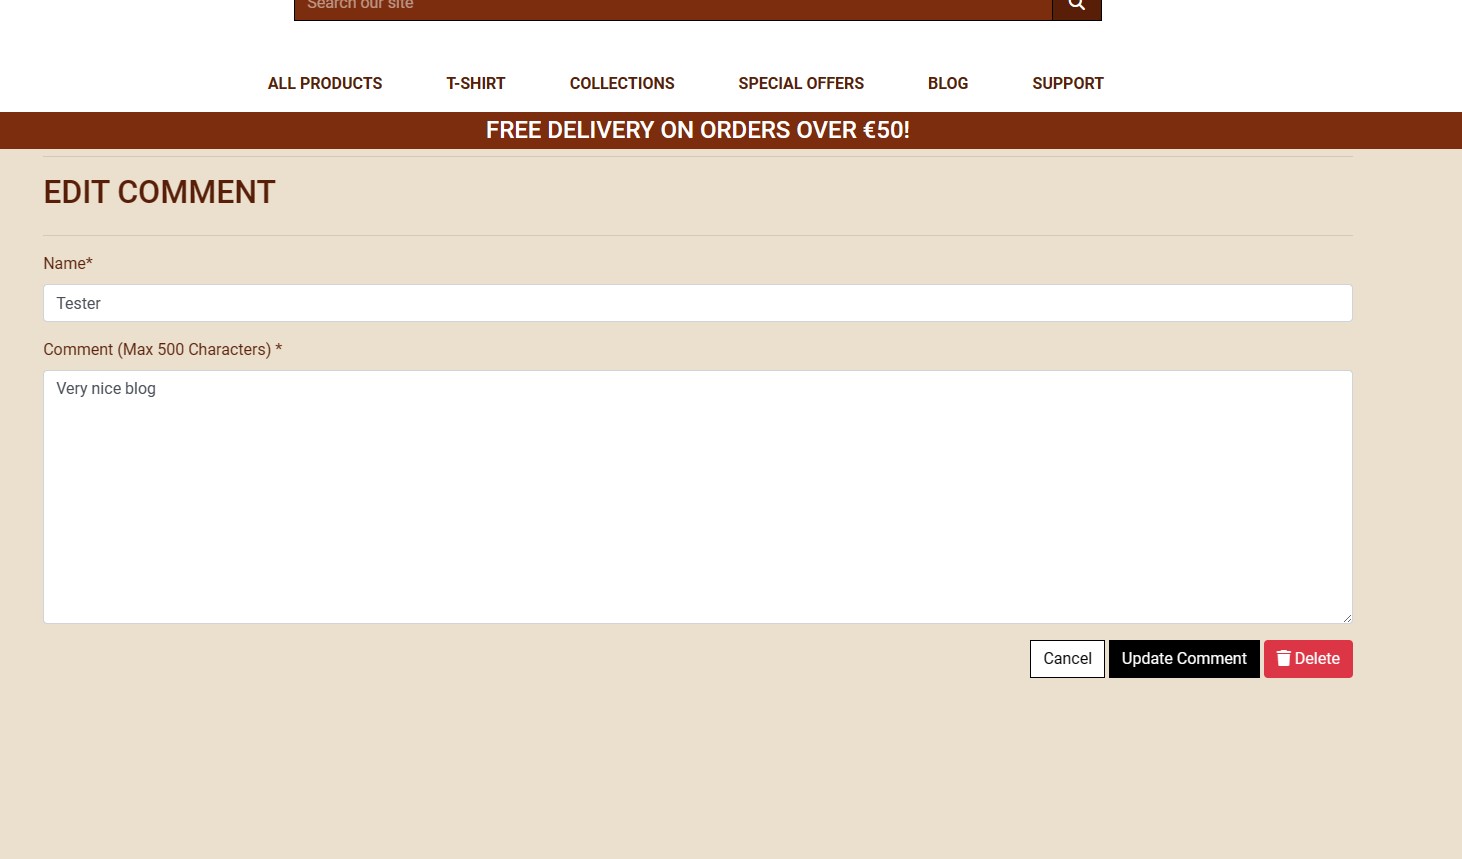 Search our site
ALL PRODUCTS T-SHIRT COLLECTIONS SPECIAL OFFERS BLOG SUPPORT
FREE DELIVERY ON ORDERS OVER €50!
EDIT COMMENT
Name*
Tester
Comment (Max 500 Characters) *
Very nice blog
Cancel Update Comment Delete